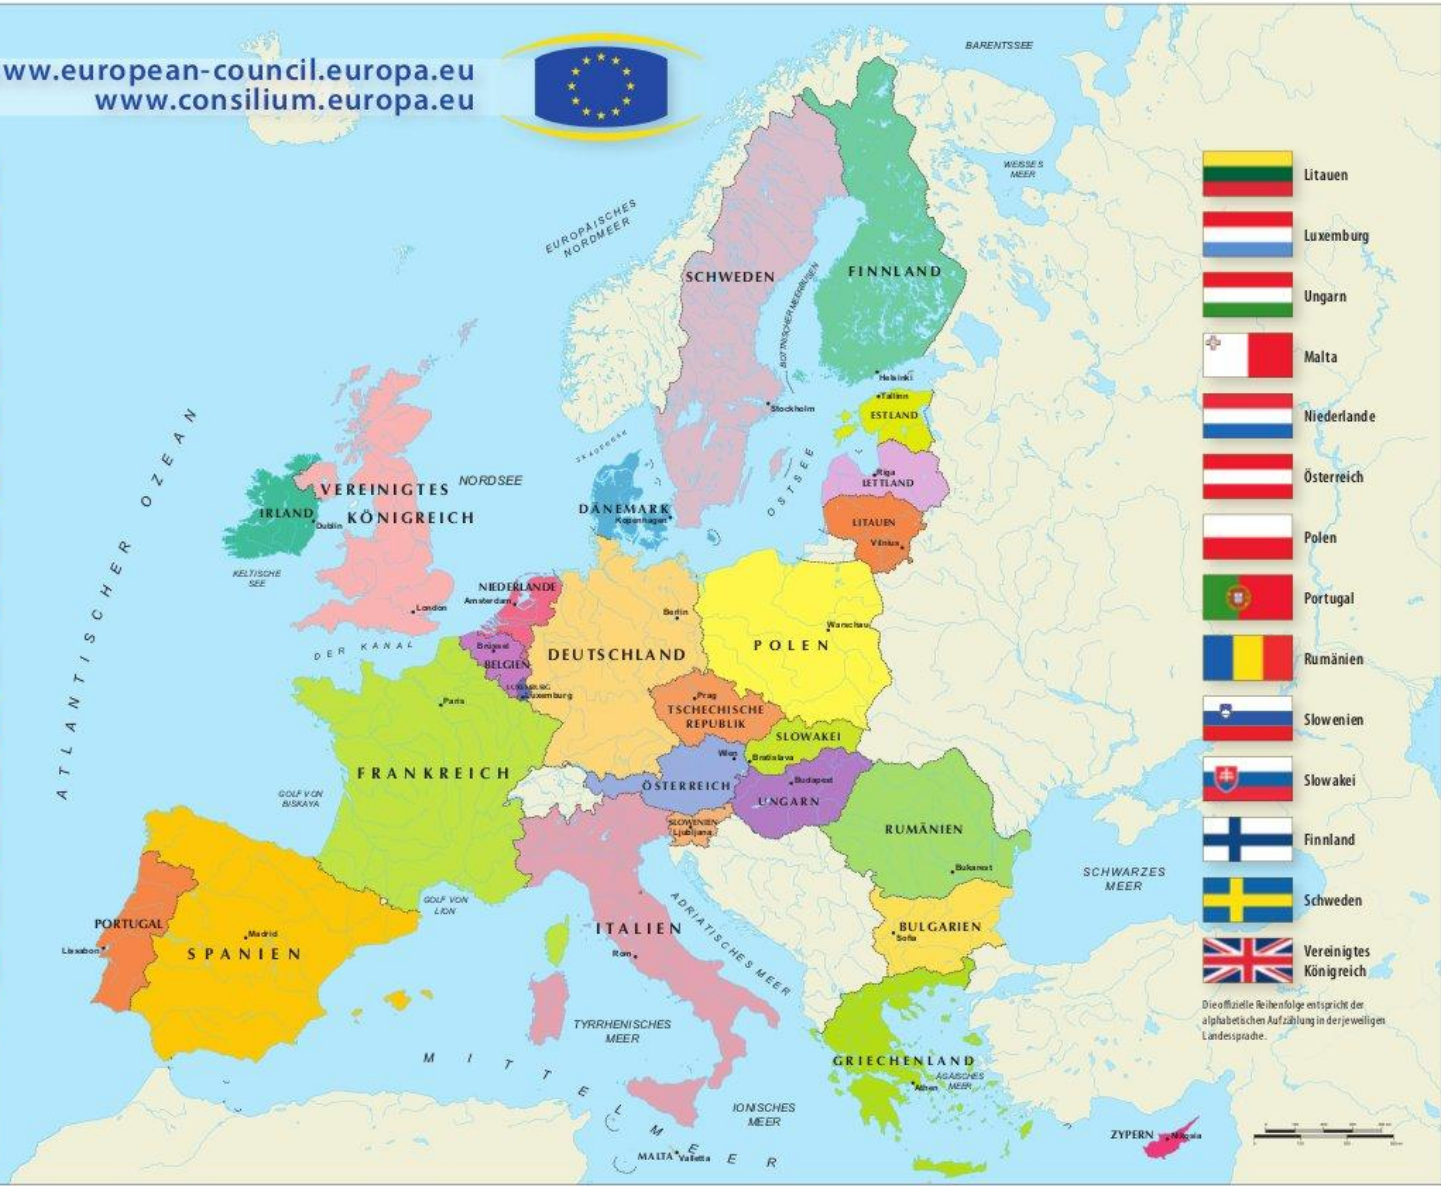 ww.european-council.europa.eu
www.consilium.europa.eu
BARENTSSEE
WEISSES
MEER
EUROPÄISCHES
NORDMEER
SCHWEDEN
FINNLAND
BOTTNISCHER MEERBUSEN
Helsinki
Tallinn
ESTLAND
Stockholm
SKAGERRAK
OSTSEE
Riga
LETTLAND
NORDSEE
VEREINIGTES
KÖNIGREICH
IRLAND
Dublin
DÄNEMARK
Kopenhagen
LITAUEN
Vilnius
ATLANTISCHER OZEAN
KELTISCHE
SEE
NIEDERLANDE
Amsterdam
London
Berlin
Warschau
DER KANAL
Brüssel
BELGIEN
DEUTSCHLAND
POLEN
LUXEMBURG
Luxemburg
Paris
Prag
TSCHECHISCHE
REPUBLIK
SLOWAKEI
Wien
Bratislava
FRANKREICH
ÖSTERREICH
Budapest
UNGARN
GOLF VON
BISKAYA
SLOWENIEN
Ljubljana
RUMÄNIEN
Bukarest
SCHWARZES
MEER
GOLF VON
LION
PORTUGAL
Lissabon
Madrid
SPANIEN
ITALIEN
Rom
ADRIATISCHES MEER
BULGARIEN
Sofia
TYRRHENISCHES
MEER
MITTELMEER
GRIECHENLAND
Athen
ÄGÄISCHES
MEER
IONISCHES
MEER
MALTA
Valletta
ZYPERN
Nikosia
Litauen
Luxemburg
Ungarn
Malta
Niederlande
Österreich
Polen
Portugal
Rumänien
Slowenien
Slowakei
Finnland
Schweden
Vereinigtes
Königreich
Die offizielle Reihenfolge entspricht der
alphabetischen Aufzählung in der jeweiligen
Landessprache.